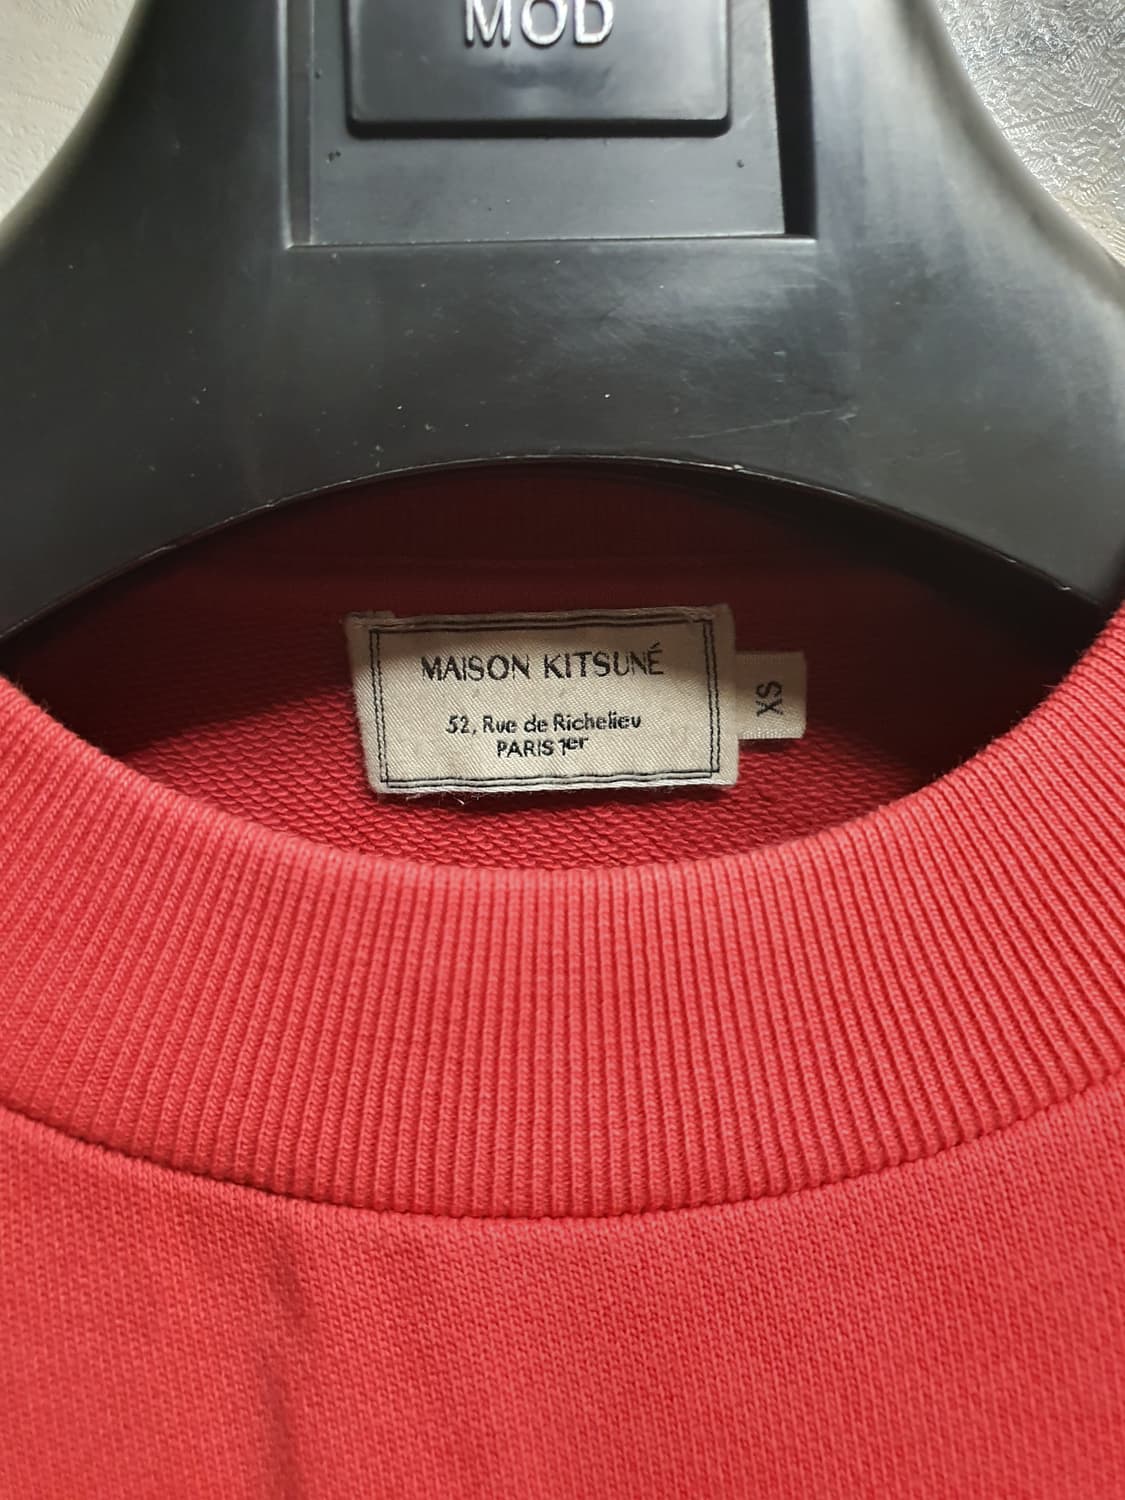 MOD
MAISON KITSUNÉ
52, Rue de Richelieu
PARIS 1er
XS